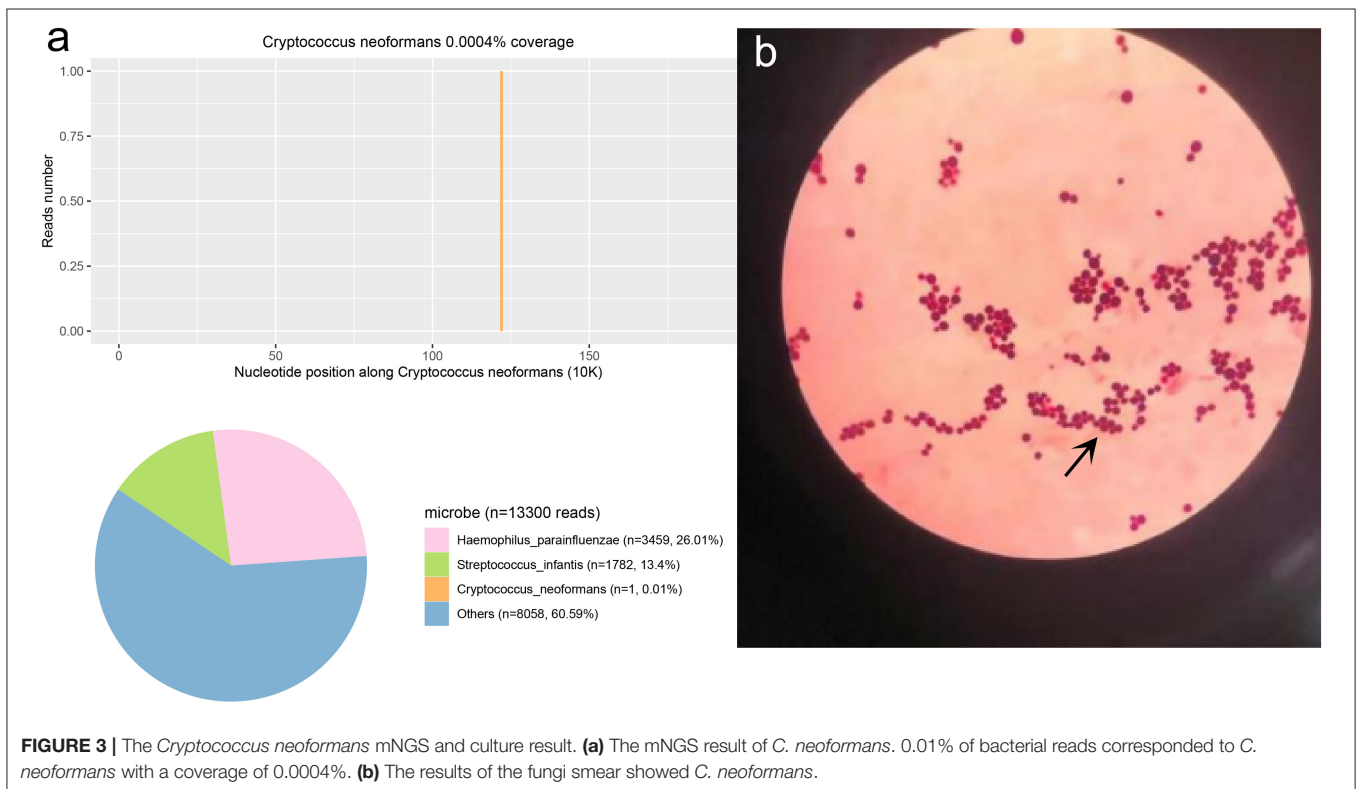 a
Cryptococcus neoformans 0.0004% coverage
1.00
0.75
0.50
0.25
0.00
Reads number
0 50 100 150
Nucleotide position along Cryptococcus neoformans (10K)
microbe (n=13300 reads)
Haemophilus_parainfluenzae (n=3459, 26.01%)
Streptococcus_infantis (n=1782, 13.4%)
Cryptococcus_neoformans (n=1, 0.01%)
Others (n=8058, 60.59%)
b
FIGURE 3 | The Cryptococcus neoformans mNGS and culture result. (a) The mNGS result of C. neoformans. 0.01% of bacterial reads corresponded to C.
neoformans with a coverage of 0.0004%. (b) The results of the fungi smear showed C. neoformans.